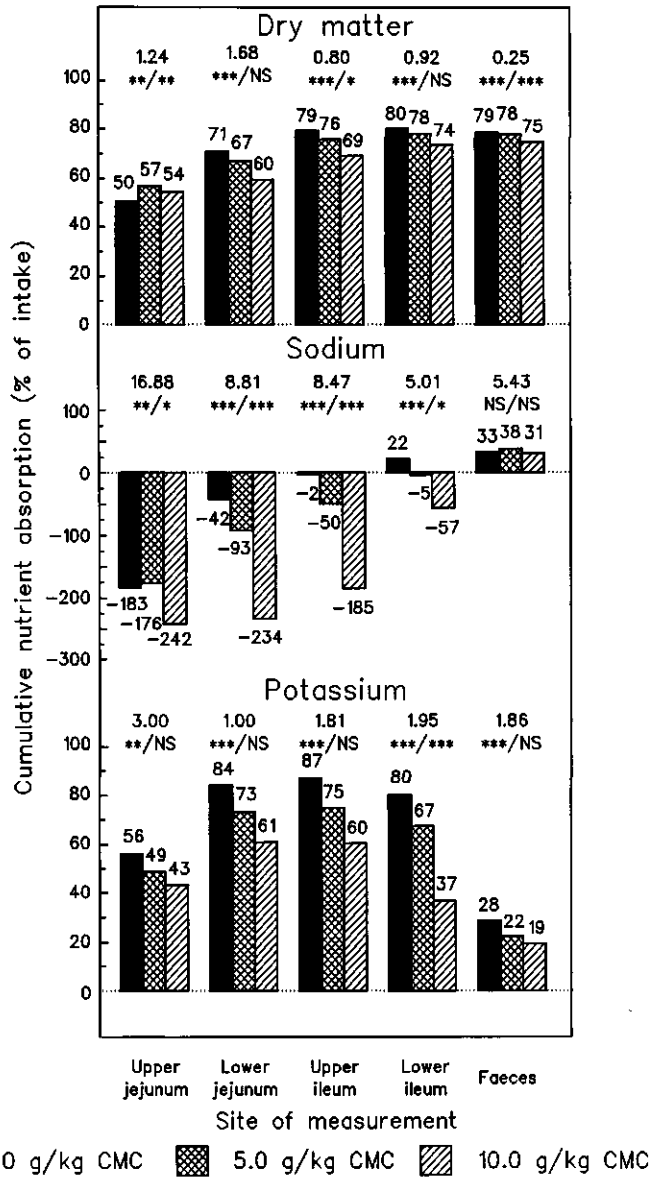 Dry matter
1.24 1.68 0.80 0.92 0.25
**/** ***/NS ***/* ***/NS ***/***
100
80
60
40
20
0
50 57 54 71 67 60 79 76 69 80 78 74 79 78 75
Sodium
16.88 8.81 8.47 5.01 5.43
**/* ***/*** ***/*** ***/* NS/NS
100
0
-100
-200
-300
-183 -176 -242 -42 -93 -234 -2 -50 -185 22 -5 -57 33 38 31
Potassium
3.00 1.00 1.81 1.95 1.86
**/NS ***/NS ***/NS ***/*** ***/NS
100
80
60
40
20
0
56 49 43 84 73 61 87 75 60 80 67 37 28 22 19
Cumulative nutrient absorption (% of intake)
Upper Lower Upper Lower Faeces
jejunum jejunum ileum ileum
Site of measurement
0 g/kg CMC 5.0 g/kg CMC 10.0 g/kg CMC